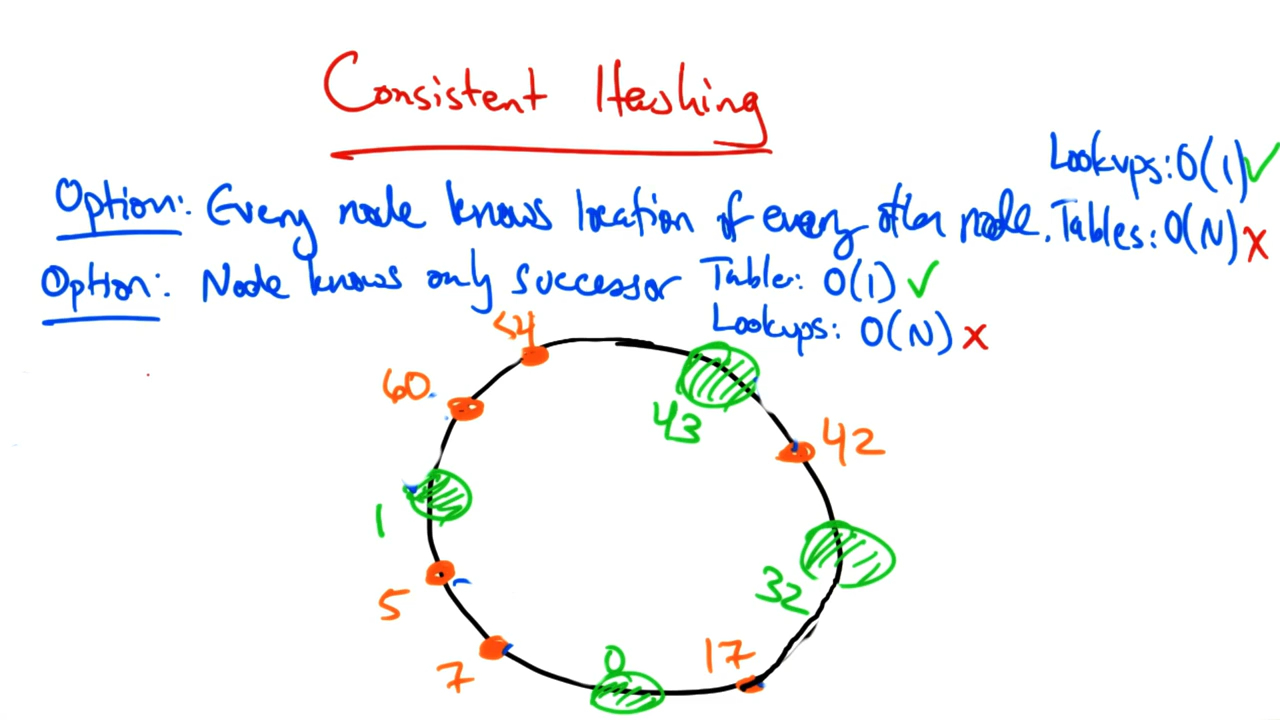 Consistent Hashing
Lookups: O(1) ✓
Option: Every node knows location of every other node. Tables: O(N) X
Option: Node knows only successor Table: O(1) ✓
Lookups: O(N) X
54
60
43
42
1
32
5
0
17
7